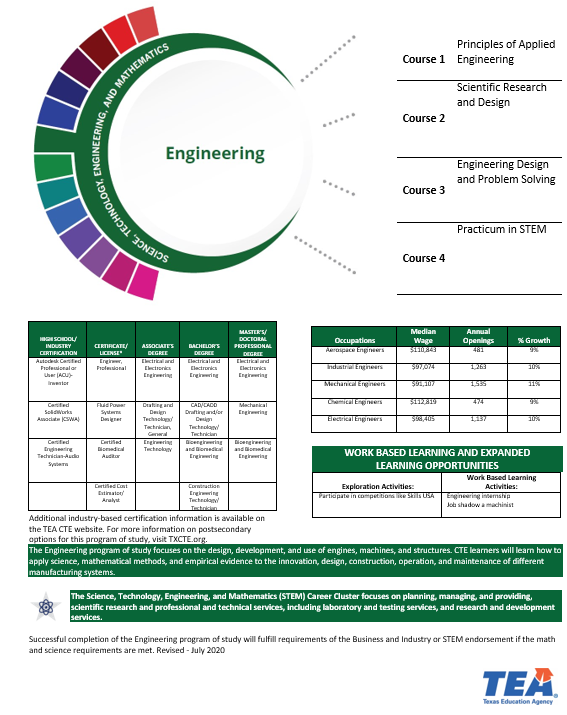 SCIENCE, TECHNOLOGY, ENGINEERING, AND MATHEMATICS
Engineering
Course 1
Principles of Applied
Engineering
Course 2
Scientific Research
and Design
Course 3
Engineering Design
and Problem Solving
Course 4
Practicum in STEM
HIGH SCHOOL/
INDUSTRY
CERTIFICATION
CERTIFICATE/
LICENSE*
ASSOCIATE'S
DEGREE
BACHELOR'S
DEGREE
MASTER'S/
DOCTORAL
PROFESSIONAL
DEGREE
Autodesk Certified
Professional or
User (ACU)-
Inventor
Engineer,
Professional
Electrical and
Electronics
Engineering
Electrical and
Electronics
Engineering
Electrical and
Electronics
Engineering
Certified
SolidWorks
Associate (CSWA)
Fluid Power
Systems
Designer
Drafting and
Design
Technology/
Technician,
General
CAD/CADD
Drafting and/or
Design
Technology/
Technician
Mechanical
Engineering
Certified
Engineering
Technician-Audio
Systems
Certified
Biomedical
Auditor
Engineering
Technology
Bioengineering
and Biomedical
Engineering
Bioengineering
and Biomedical
Engineering
Certified Cost
Estimator/
Analyst
Construction
Engineering
Technology/
Technician
Additional industry-based certification information is available on
the TEA CTE website. For more information on postsecondary
options for this program of study, visit TXCTE.org.
Occupations Median Wage Annual Openings % Growth
Aerospace Engineers $110,843 481 9%
Industrial Engineers $97,074 1,263 10%
Mechanical Engineers $91,107 1,535 11%
Chemical Engineers $112,819 474 9%
Electrical Engineers $98,405 1,137 10%
WORK BASED LEARNING AND EXPANDED
LEARNING OPPORTUNITIES
Exploration Activities:
Work Based Learning
Activities:
Participate in competitions like Skills USA
Engineering internship
Job shadow a machinist
The Engineering program of study focuses on the design, development, and use of engines, machines, and structures. CTE learners will learn how to
apply science, mathematical methods, and empirical evidence to the innovation, design, construction, operation, and maintenance of different
manufacturing systems.
The Science, Technology, Engineering, and Mathematics (STEM) Career Cluster focuses on planning, managing, and providing,
scientific research and professional and technical services, including laboratory and testing services, and research and development
services.
Successful completion of the Engineering program of study will fulfill requirements of the Business and Industry or STEM endorsement if the math
and science requirements are met. Revised - July 2020
TEA
Texas Education Agency